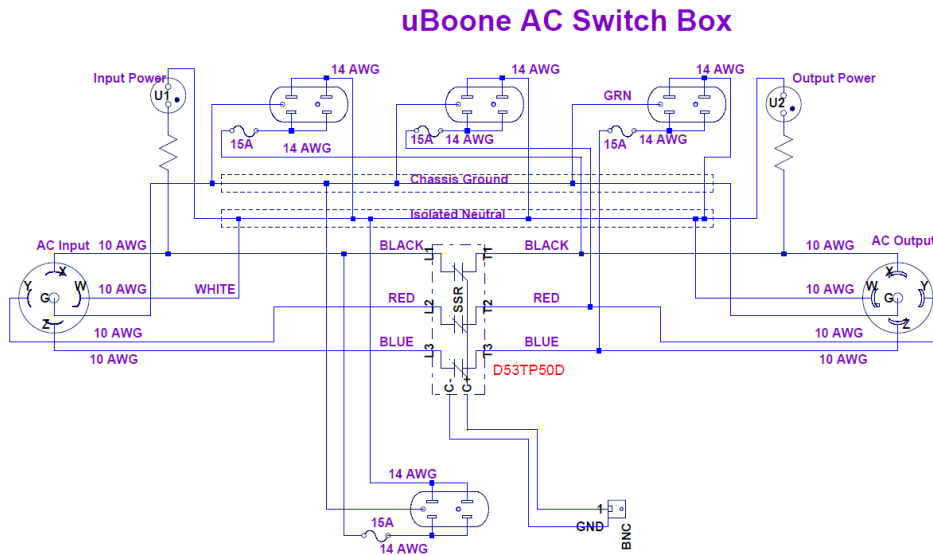 uBoone AC Switch Box
Input Power
14 AWG
14 AWG
14 AWG
Output Power
U1
GRN
U2
15A
14 AWG
15A
14 AWG
15A
14 AWG
Chassis Ground
Isolated Neutral
AC Input
10 AWG
BLACK
L1
T1
BLACK
10 AWG
AC Output
X
Y
W
G
Z
10 AWG
WHITE
SSR
10 AWG
X
W
Y
G
Z
RED
L2
T2
RED
10 AWG
10 AWG
BLUE
L3
T3
BLUE
10 AWG
10 AWG
D53TP50D
C-
C+
14 AWG
15A
14 AWG
1
GND
BNC